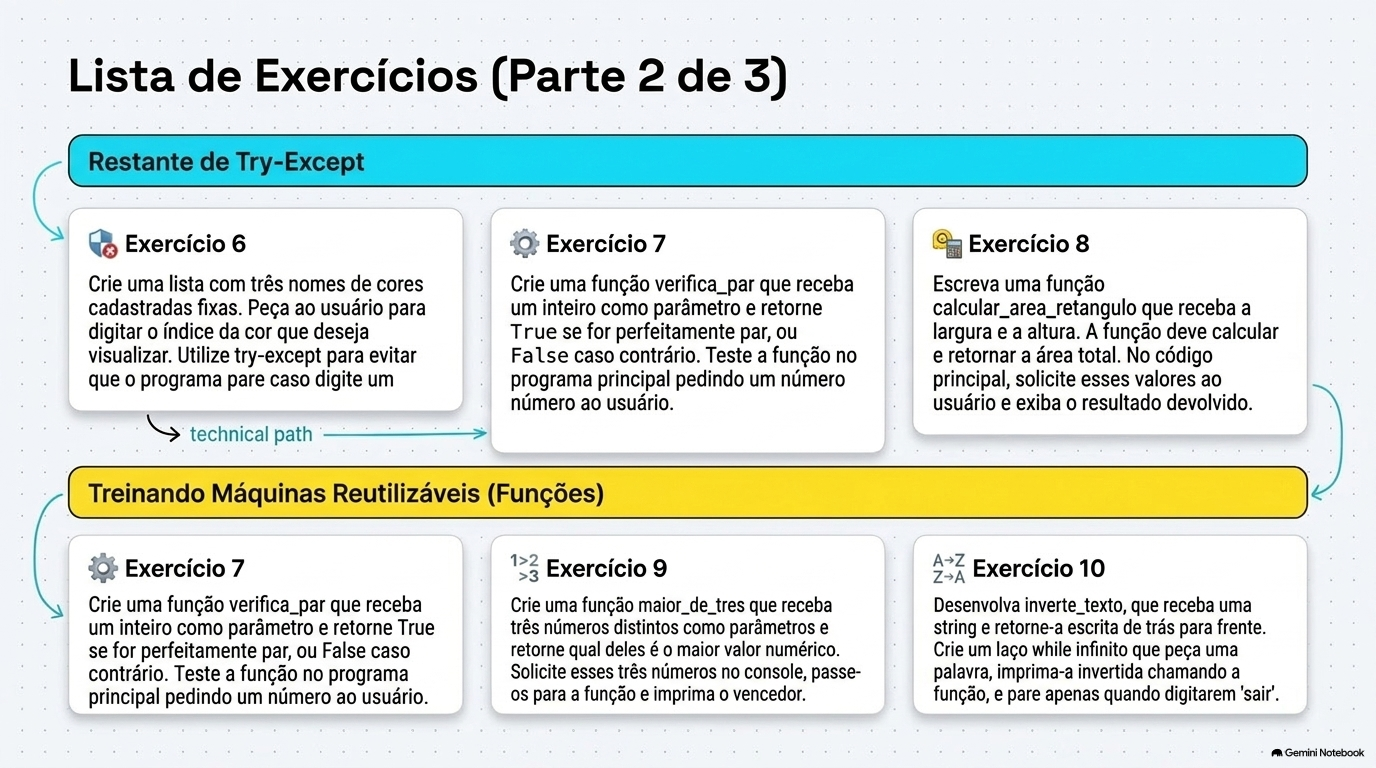 Lista de Exercícios (Parte 2 de 3)
Restante de Try-Except
Exercício 6
Crie uma lista com três nomes de cores
cadastradas fixas. Peça ao usuário para
digitar o índice da cor que deseja
visualizar. Utilize try-except para evitar
que o programa pare caso digite um
technical path
Exercício 7
Crie uma função verifica_par que receba
um inteiro como parâmetro e retorne
True se for perfeitamente par, ou
False caso contrário. Teste a função no
programa principal pedindo um número
número ao usuário.
Exercício 8
Escreva uma função
calcular_area_retangulo que receba a
largura e a altura. A função deve calcular
e retornar a área total. No código
principal, solicite esses valores ao
usuário e exiba o resultado devolvido.
Treinando Máquinas Reutilizáveis (Funções)
Exercício 7
Crie uma função verifica_par que receba
um inteiro como parâmetro e retorne True
se for perfeitamente par, ou False caso
contrário. Teste a função no programa
principal pedindo um número ao usuário.
1>2
>3
Exercício 9
Crie uma função maior_de_tres que receba
três números distintos como parâmetros e
retorne qual deles é o maior valor numérico.
Solicite esses três números no console, passe-
os para a função e imprima o vencedor.
A→Z
Z→A
Exercício 10
Desenvolva inverte_texto, que receba uma
string e retorne-a escrita de trás para frente.
Crie um laço while infinito que peça uma
palavra, imprima-a invertida chamando a
função, e pare apenas quando digitarem 'sair'.
Gemini Notebook